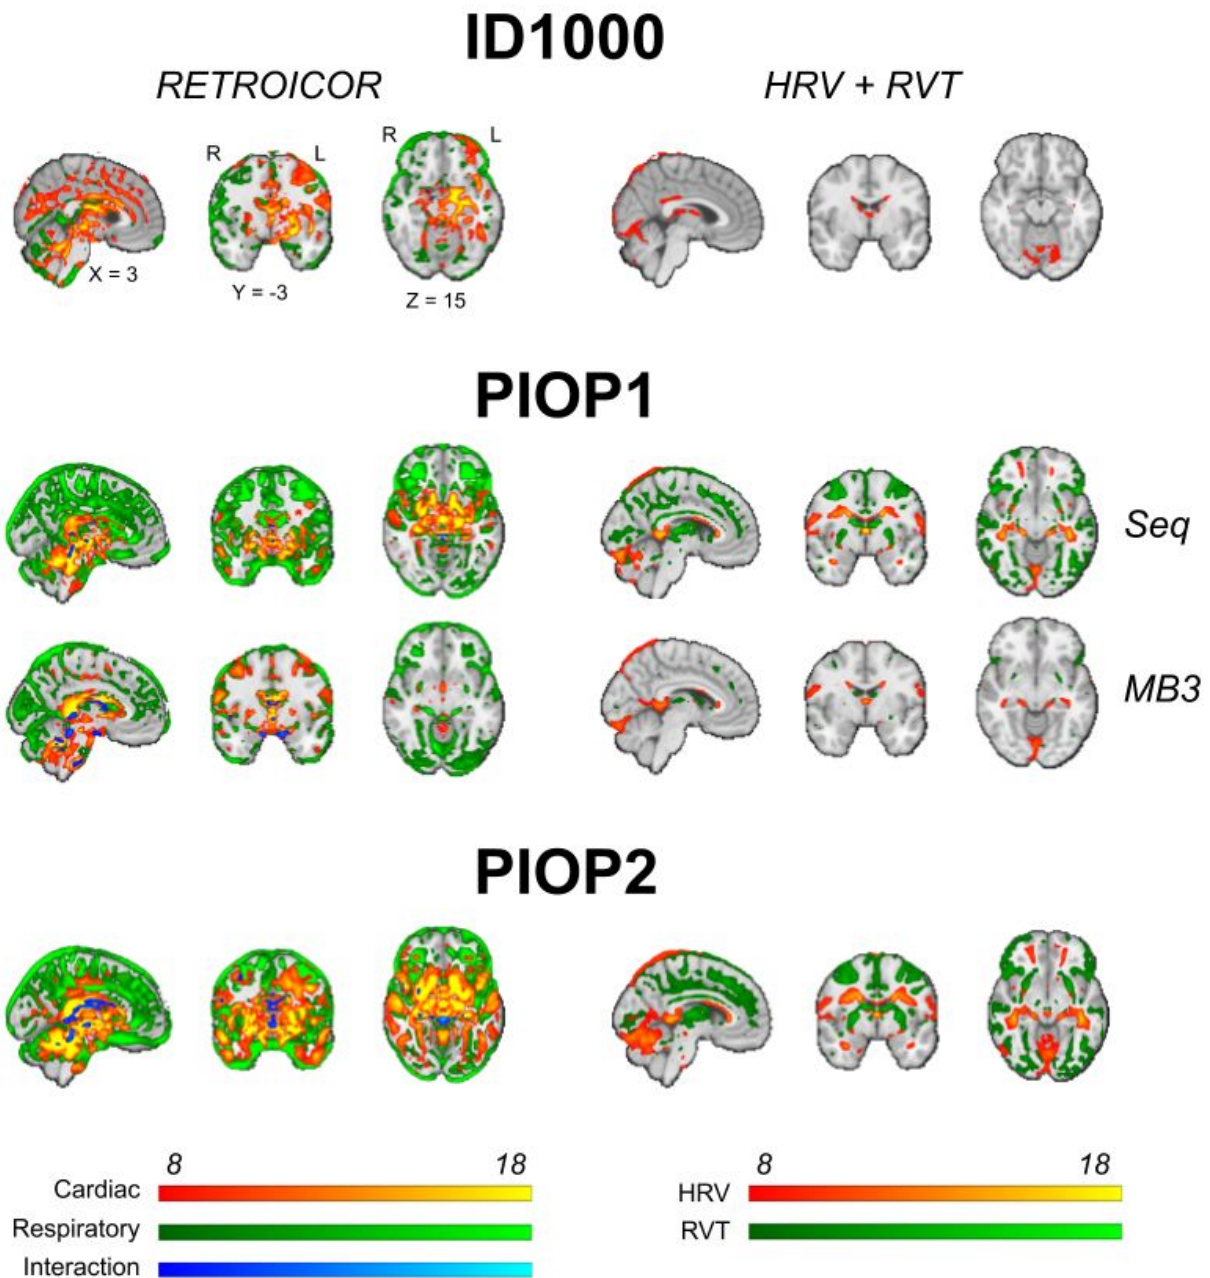 ID1000
RETROICOR HRV + RVT
R L R L
X = 3 Y = -3 Z = 15
PIOP1
Seq
MB3
PIOP2
8 18 8 18
Cardiac HRV
Respiratory RVT
Interaction